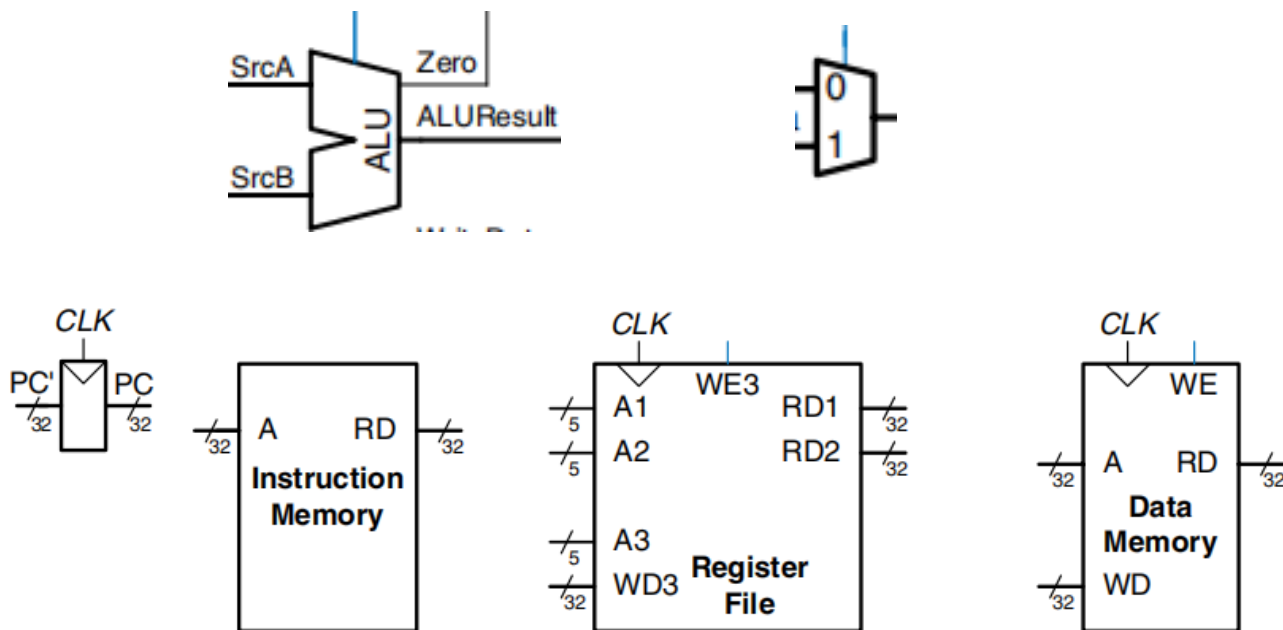 SrcA
Zero
ALUResult
ALU
SrcB
0
1
CLK
PC'
PC
32
32
A
RD
32
32
Instruction
Memory
CLK
WE3
A1
RD1
5
32
A2
RD2
5
32
A3
5
WD3
32
Register
File
CLK
WE
A
RD
32
32
Data
Memory
WD
32